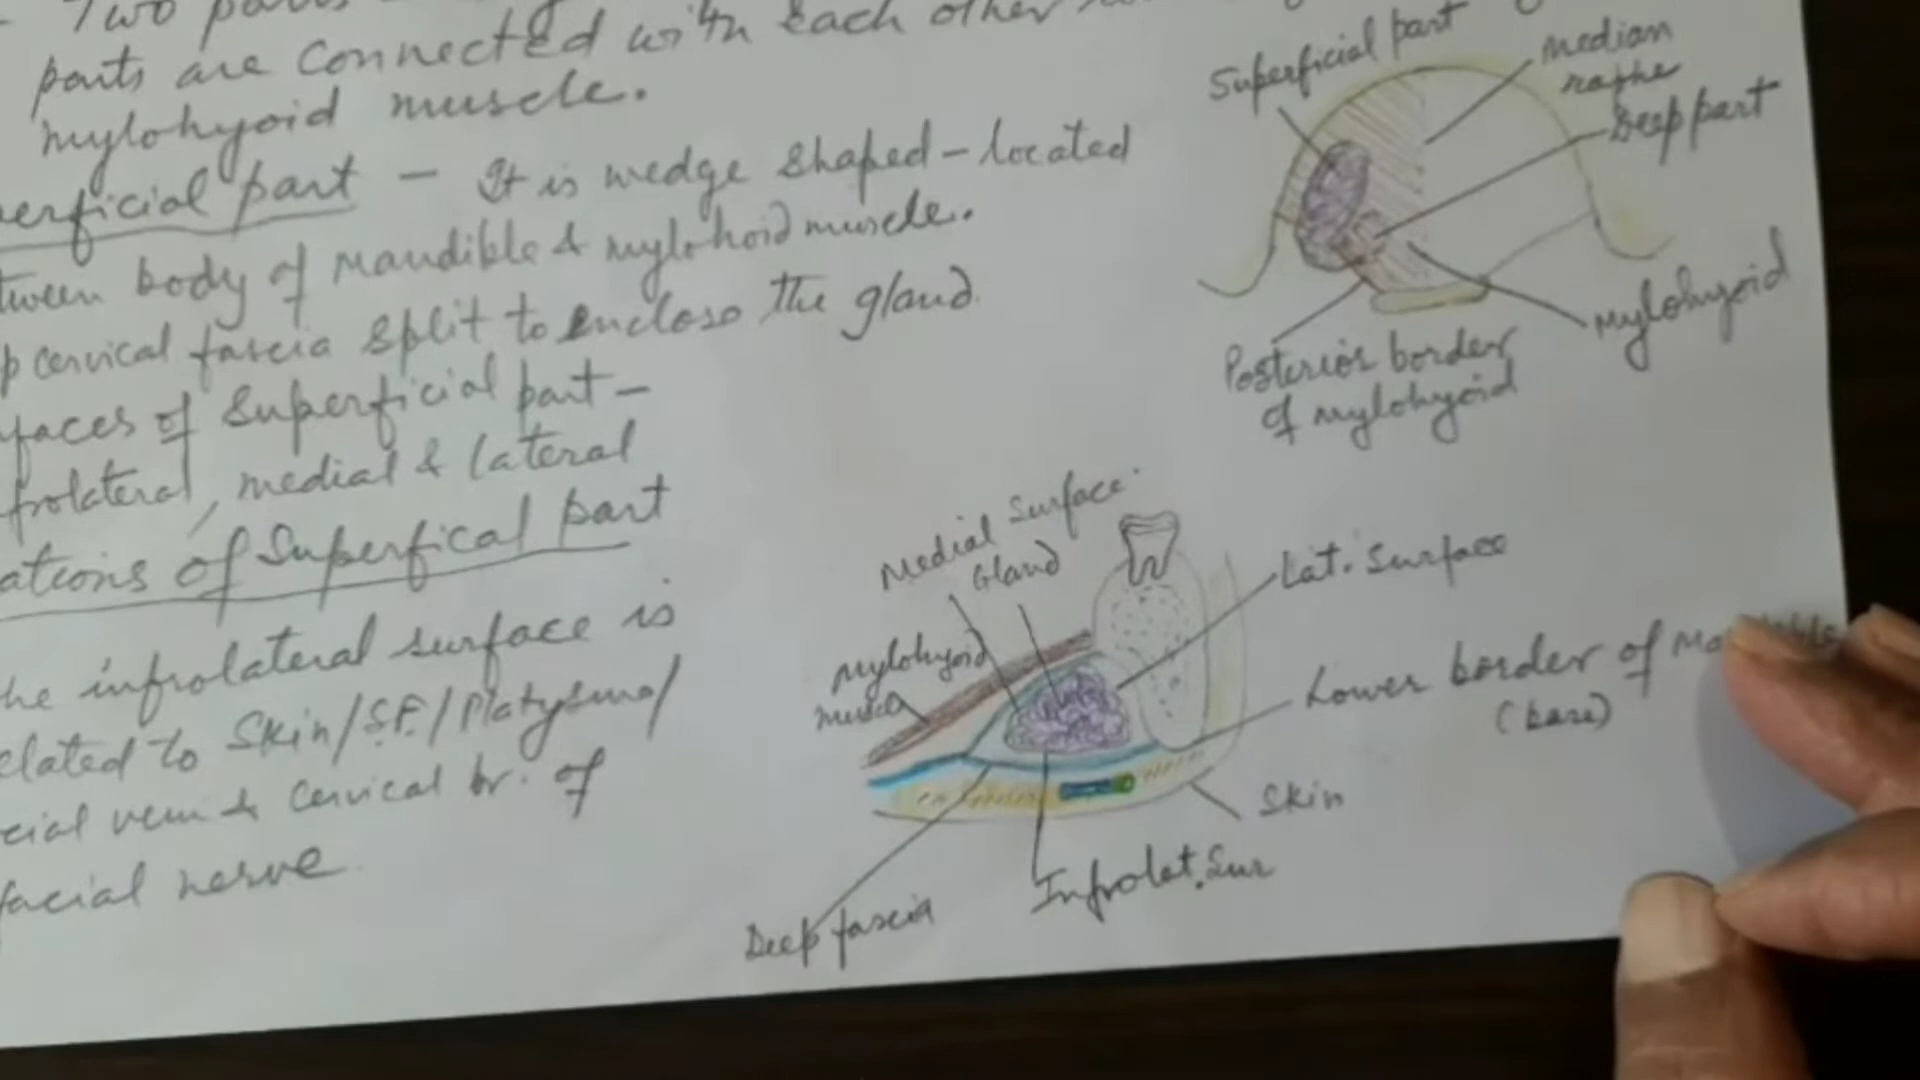 Two parts
parts are connected with each other
mylohyoid muscle.
erficial part - It is wedge shaped - located
tween body of Mandible & mylohoid muscle.
p cervical fascia split to enclose the gland
faces of Superficial part -
frolateral, medial & lateral
ations of Superfical part
he infrolateral surface is
elated to Skin/S.F./Platysma/
cial vein & Cervical br. of
facial nerve
Superficial part
Median
raphe
Deep part
Mylohyoid
Posterior border
of mylohyoid
Medial Surface
Gland
Lat. Surface
Mylohyoid
muscle
Lower border of
(base)
Skin
Infrolat. Sur
Deep fascia